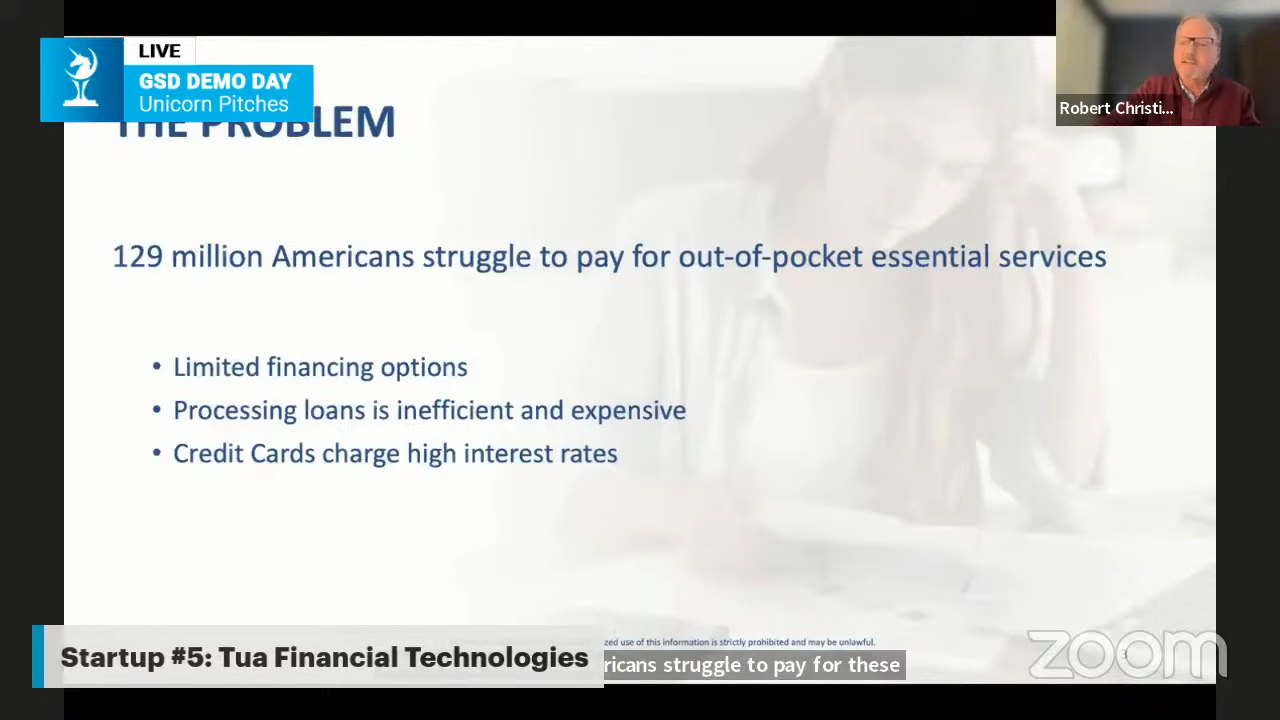 LIVE
GSD DEMO DAY
Unicorn Pitches
Robert Christi...
THE PROBLEM
129 million Americans struggle to pay for out-of-pocket essential services
• Limited financing options
• Processing loans is inefficient and expensive
• Credit Cards charge high interest rates
zed use of this information is strictly prohibited and may be unlawful.
Startup #5: Tua Financial Technologies
ricans struggle to pay for these
3
zoom